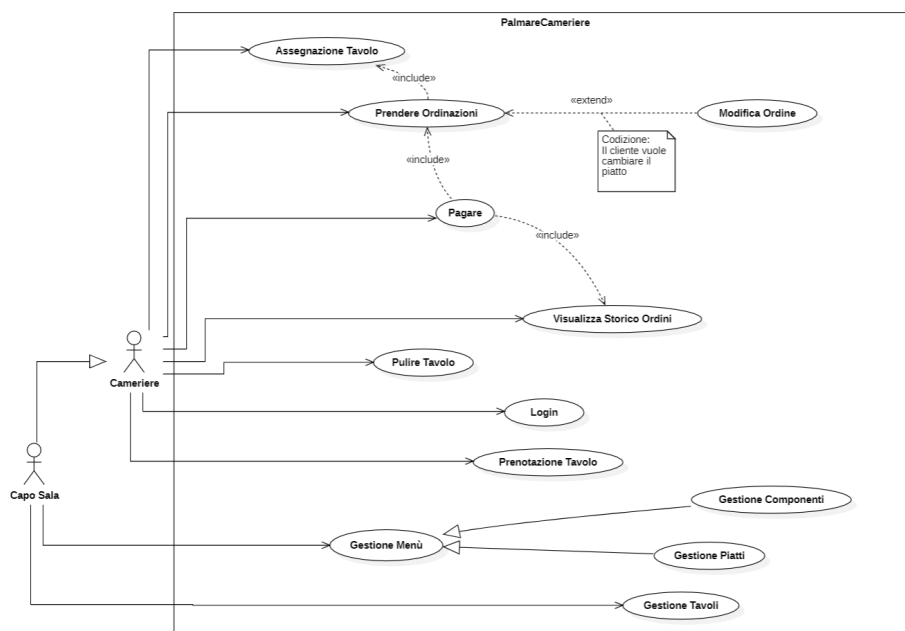 PalmareCameriere
Assegnazione Tavolo
«include»
Prendere Ordinazioni
«extend»
Modifica Ordine
Codizione:
Il cliente vuole
cambiare il
piatto
«include»
Pagare
«include»
Visualizza Storico Ordini
Pulire Tavolo
Cameriere
Login
Prenotazione Tavolo
Capo Sala
Gestione Componenti
Gestione Menù
Gestione Piatti
Gestione Tavoli